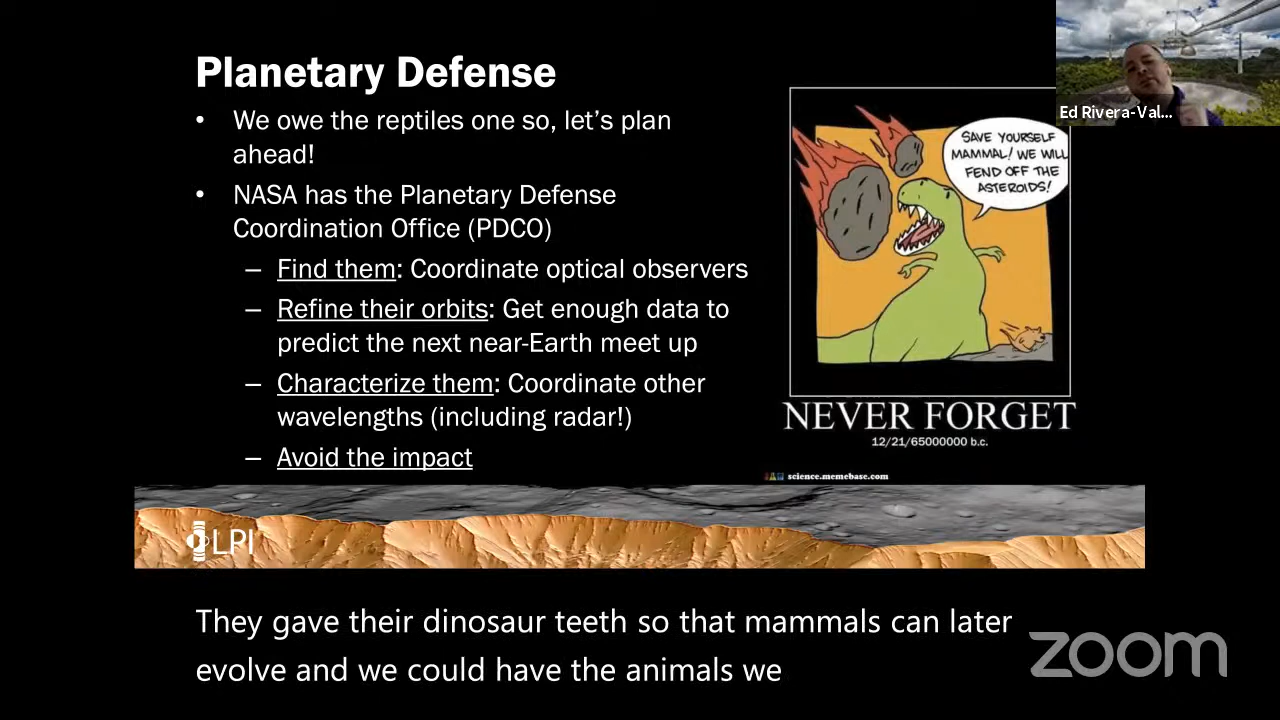 Planetary Defense
• We owe the reptiles one so, let’s plan
ahead!
• NASA has the Planetary Defense
Coordination Office (PDCO)
– Find them: Coordinate optical observers
– Refine their orbits: Get enough data to
predict the next near-Earth meet up
– Characterize them: Coordinate other
wavelengths (including radar!)
– Avoid the impact
Ed Rivera-Val...
SAVE YOURSELF
MAMMAL! WE WILL
FEND OFF THE
ASTEROIDS!
NEVER FORGET
12/21/65000000 b.c.
science.memebase.com
LPI
They gave their dinosaur teeth so that mammals can later
evolve and we could have the animals we
zoom